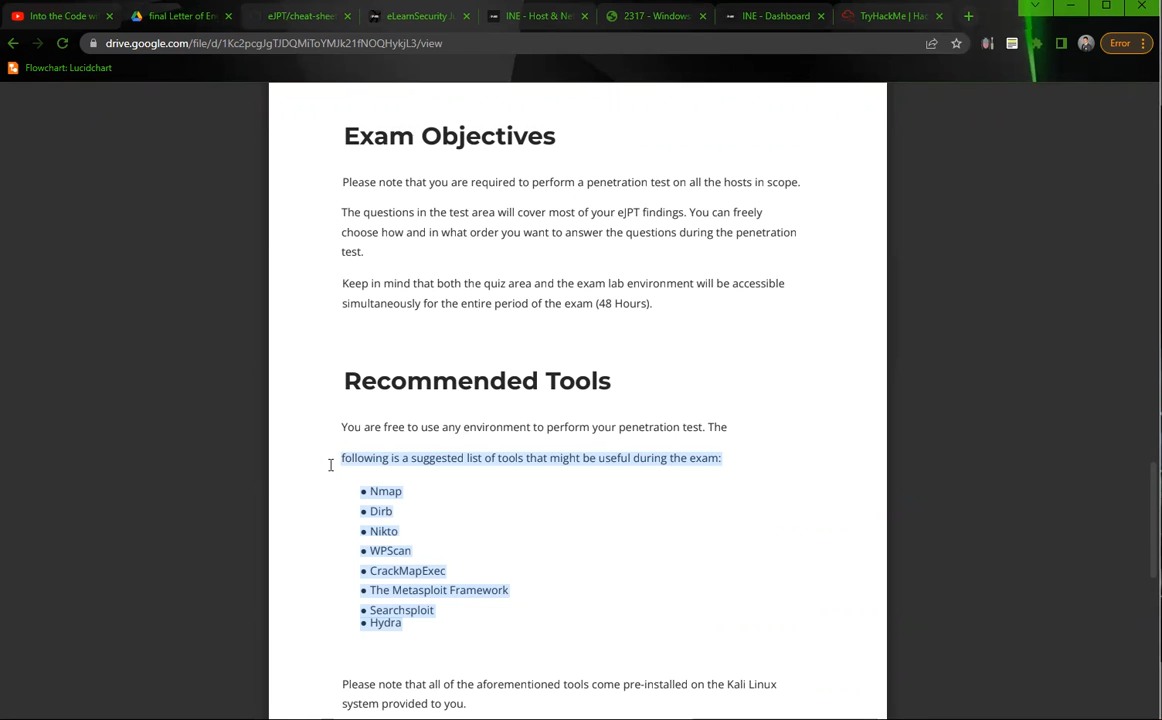 Into the Code w
final Letter of En
eJPT/cheat-shee
eLearnSecurity Ju
INE - Host & Ne
2317 - Windows
INE - Dashboard
TryHackMe | Hac
drive.google.com/file/d/1Kc2pcgJgTJDQMiToYMJk21fNOQHykjL3/view
Error
Flowchart: Lucidchart
Exam Objectives
Please note that you are required to perform a penetration test on all the hosts in scope.
The questions in the test area will cover most of your eJPT findings. You can freely
choose how and in what order you want to answer the questions during the penetration
test.
Keep in mind that both the quiz area and the exam lab environment will be accessible
simultaneously for the entire period of the exam (48 Hours).
Recommended Tools
You are free to use any environment to perform your penetration test. The
following is a suggested list of tools that might be useful during the exam:
● Nmap
● Dirb
● Nikto
● WPScan
● CrackMapExec
● The Metasploit Framework
● Searchsploit
● Hydra
Please note that all of the aforementioned tools come pre-installed on the Kali Linux
system provided to you.